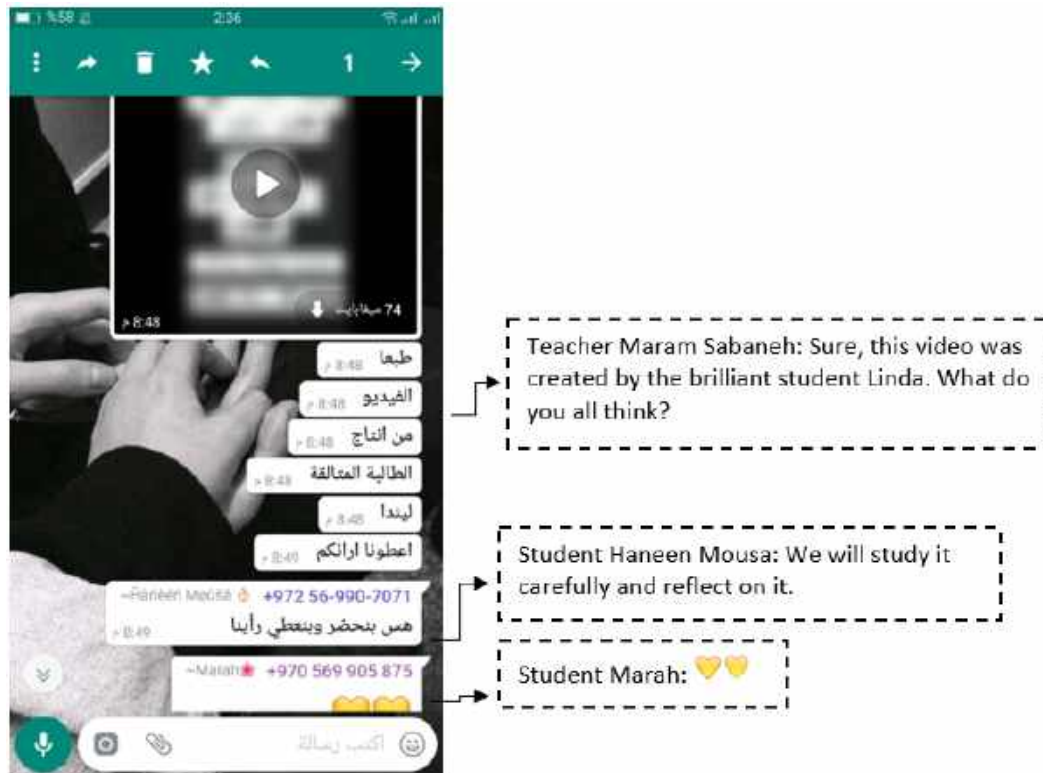 %58
2:36
1
74 ميغابايت
8:48 م
طبعا 8:48 م
الفيديو 8:48 م
من انتاج 8:48 م
الطالبة المتالقة 8:48 م
ليندا 8:48 م
اعطونا ارائكم 8:49 م
~Haneen Mousa 👌 +972 56-990-7071
هس بنحضر وبنعطي رأينا 8:49 م
~Marah🌺 +970 569 905 875
💛💛
اكتب رسالة
Teacher Maram Sabaneh: Sure, this video was
created by the brilliant student Linda. What do
you all think?
Student Haneen Mousa: We will study it
carefully and reflect on it.
Student Marah: 💛💛